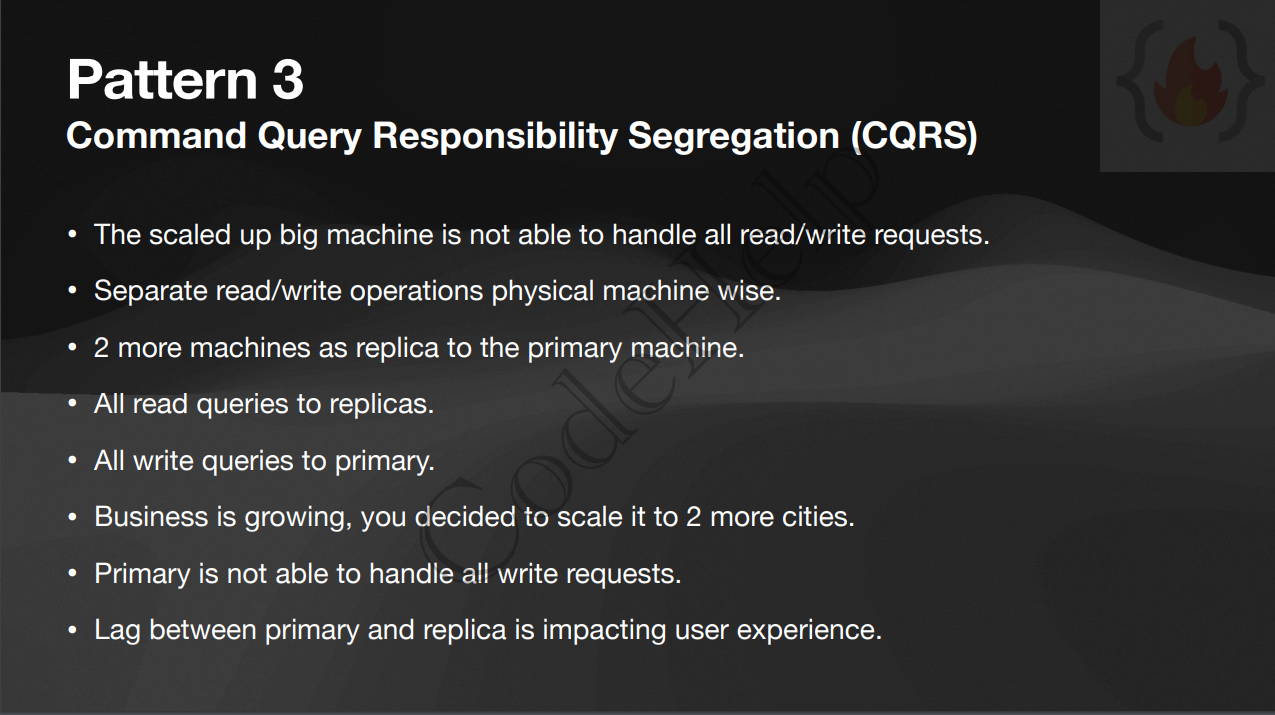 Pattern 3
Command Query Responsibility Segregation (CQRS)
• The scaled up big machine is not able to handle all read/write requests.
• Separate read/write operations physical machine wise.
• 2 more machines as replica to the primary machine.
• All read queries to replicas.
• All write queries to primary.
• Business is growing, you decided to scale it to 2 more cities.
• Primary is not able to handle all write requests.
• Lag between primary and replica is impacting user experience.
CodeHelp